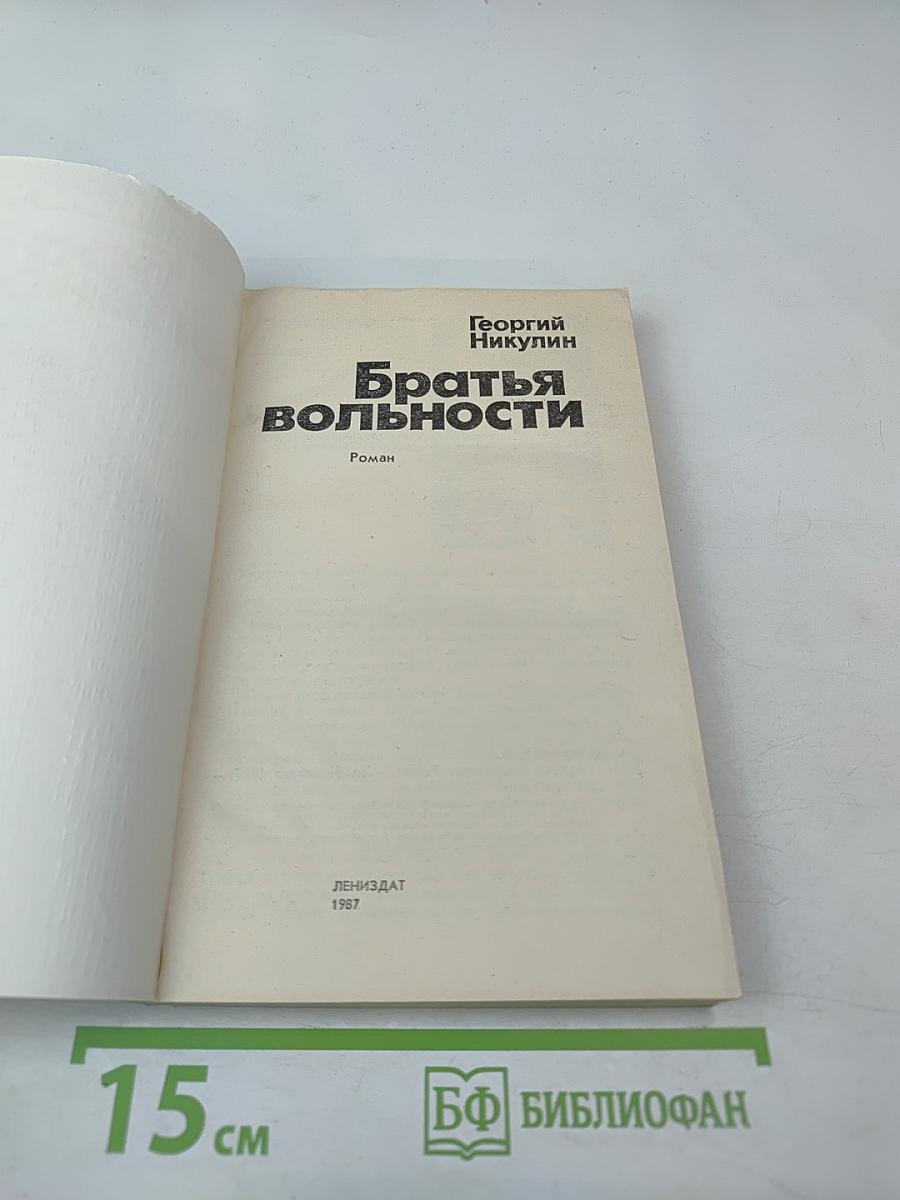 Георгий
Никулин
Братья
вольности
Роман
ЛЕНИЗДАТ
1987
15 см
БФ БИБЛИОФАН